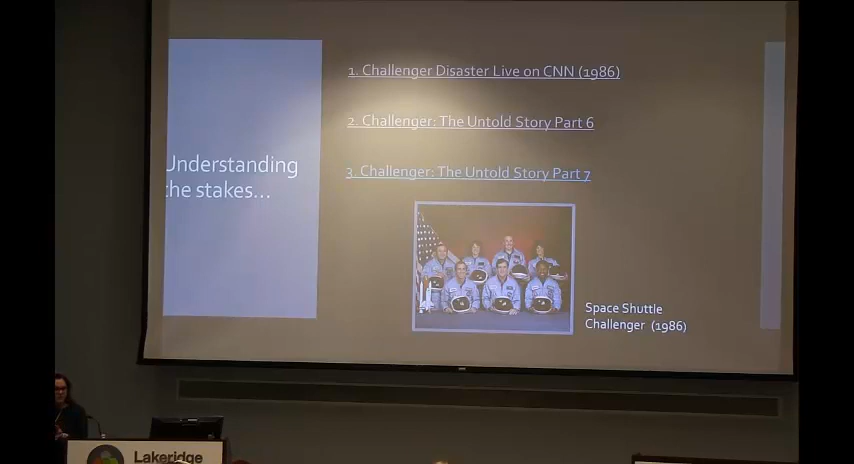 1. Challenger Disaster Live on CNN (1986)
2. Challenger: The Untold Story Part 6
3. Challenger: The Untold Story Part 7
Understanding
the stakes...
Space Shuttle
Challenger (1986)
Lakeridge